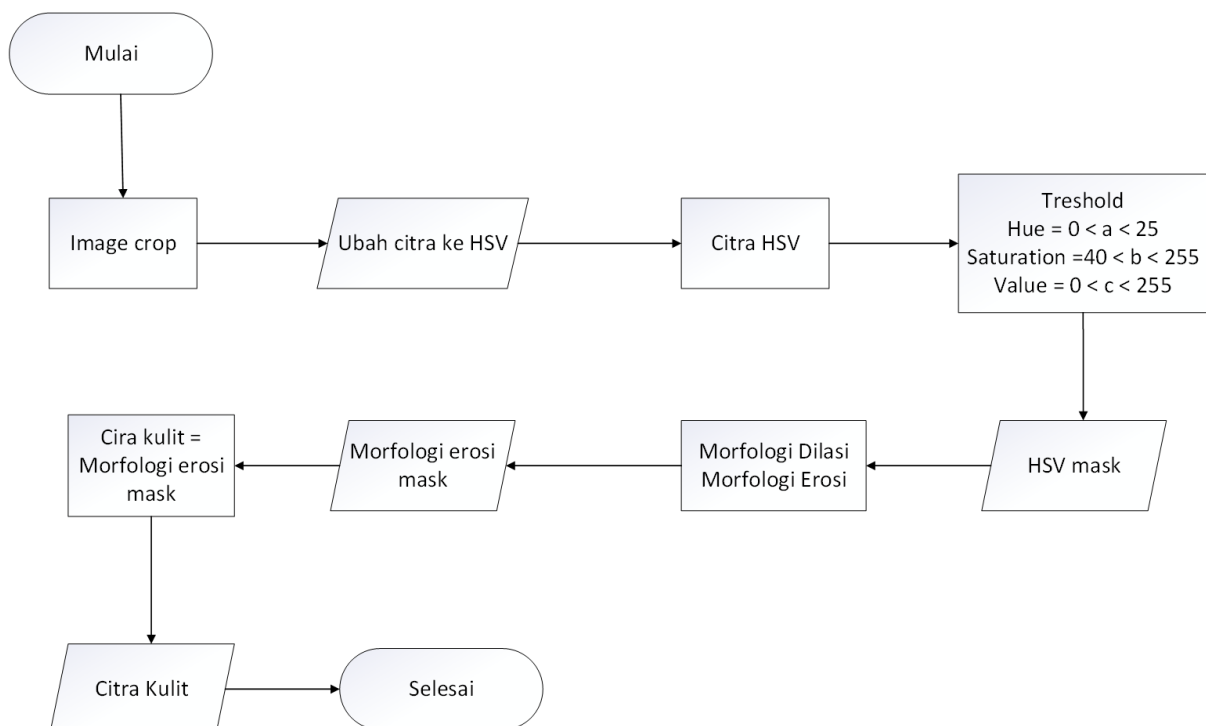 Mulai
Image crop
Ubah citra ke HSV
Citra HSV
Treshold
Hue = 0 < a < 25
Saturation =40 < b < 255
Value = 0 < c < 255
HSV mask
Morfologi Dilasi
Morfologi Erosi
Morfologi erosi
mask
Cira kulit =
Morfologi erosi
mask
Citra Kulit
Selesai